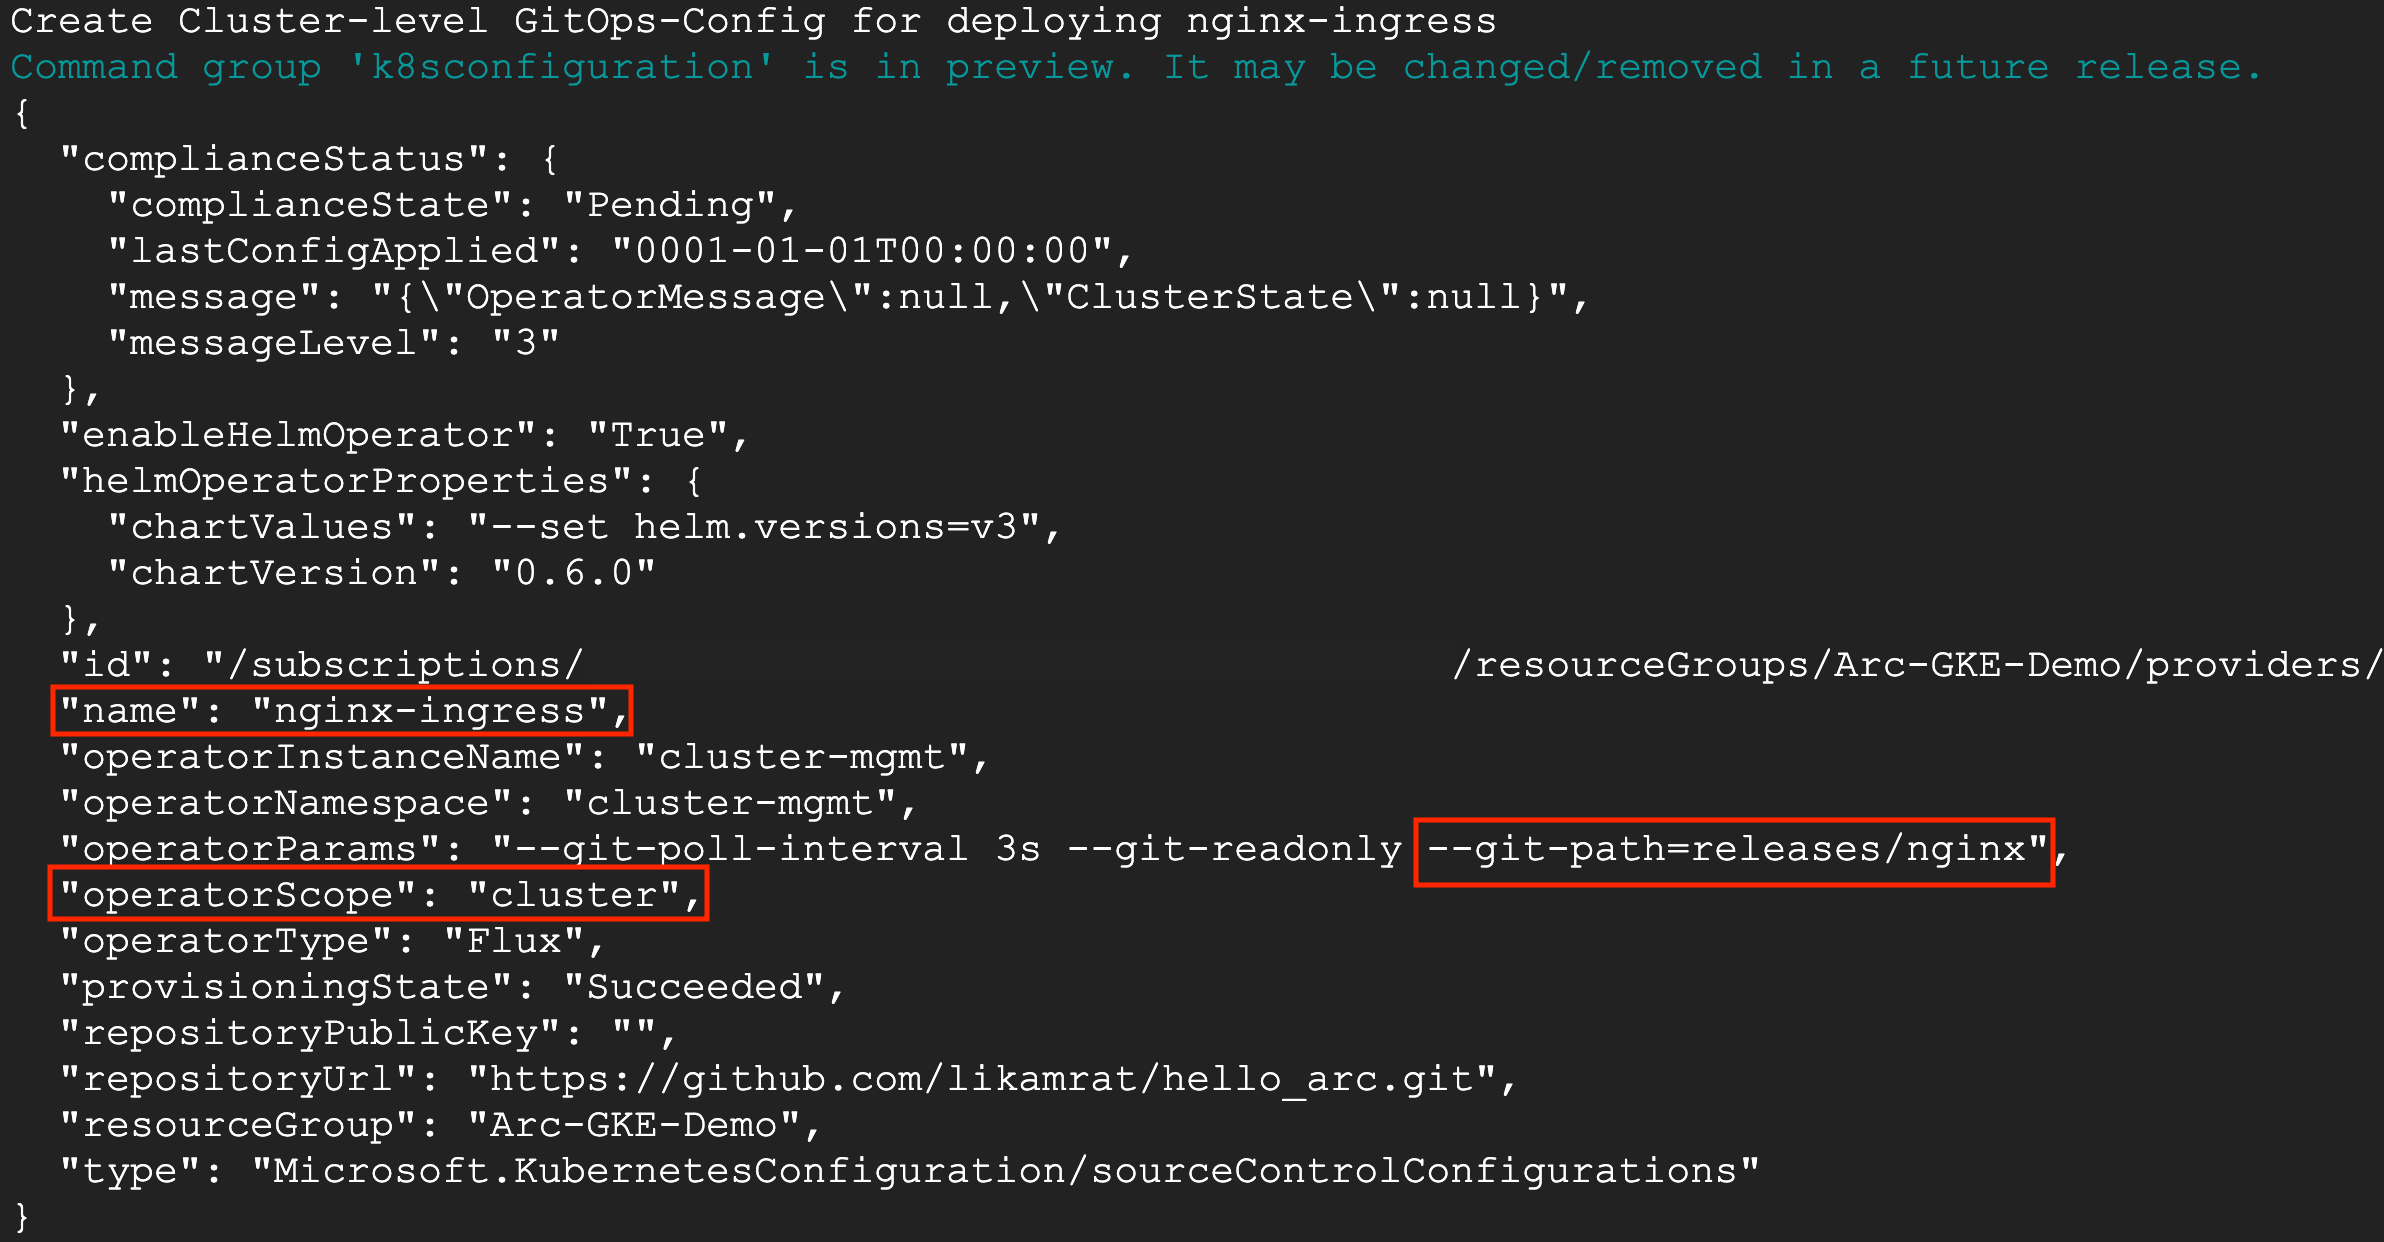 Create Cluster-level GitOps-Config for deploying nginx-ingress
Command group 'k8sconfiguration' is in preview. It may be changed/removed in a future release.
{
  "complianceStatus": {
    "complianceState": "Pending",
    "lastConfigApplied": "0001-01-01T00:00:00",
    "message": "{\"OperatorMessage\":null,\"ClusterState\":null}",
    "messageLevel": "3"
  },
  "enableHelmOperator": "True",
  "helmOperatorProperties": {
    "chartValues": "--set helm.versions=v3",
    "chartVersion": "0.6.0"
  },
  "id": "/subscriptions/ /resourceGroups/Arc-GKE-Demo/providers/
  "name": "nginx-ingress",
  "operatorInstanceName": "cluster-mgmt",
  "operatorNamespace": "cluster-mgmt",
  "operatorParams": "--git-poll-interval 3s --git-readonly --git-path=releases/nginx",
  "operatorScope": "cluster",
  "operatorType": "Flux",
  "provisioningState": "Succeeded",
  "repositoryPublicKey": "",
  "repositoryUrl": "https://github.com/likamrat/hello_arc.git",
  "resourceGroup": "Arc-GKE-Demo",
  "type": "Microsoft.KubernetesConfiguration/sourceControlConfigurations"
}